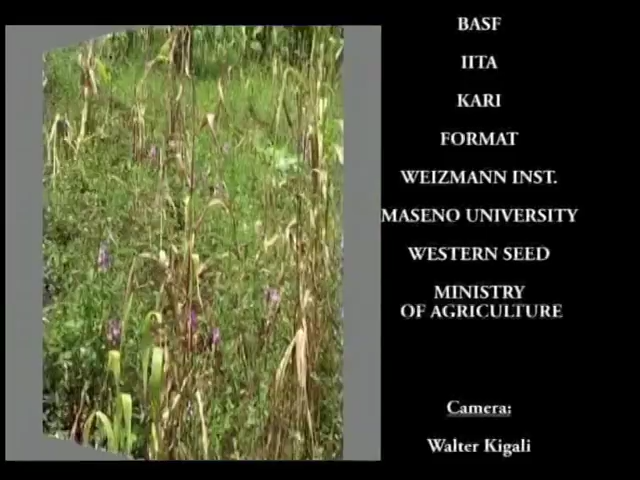 BASF
IITA
KARI
FORMAT
WEIZMANN INST.
MASENO UNIVERSITY
WESTERN SEED
MINISTRY
OF AGRICULTURE
Camera:
Walter Kigali